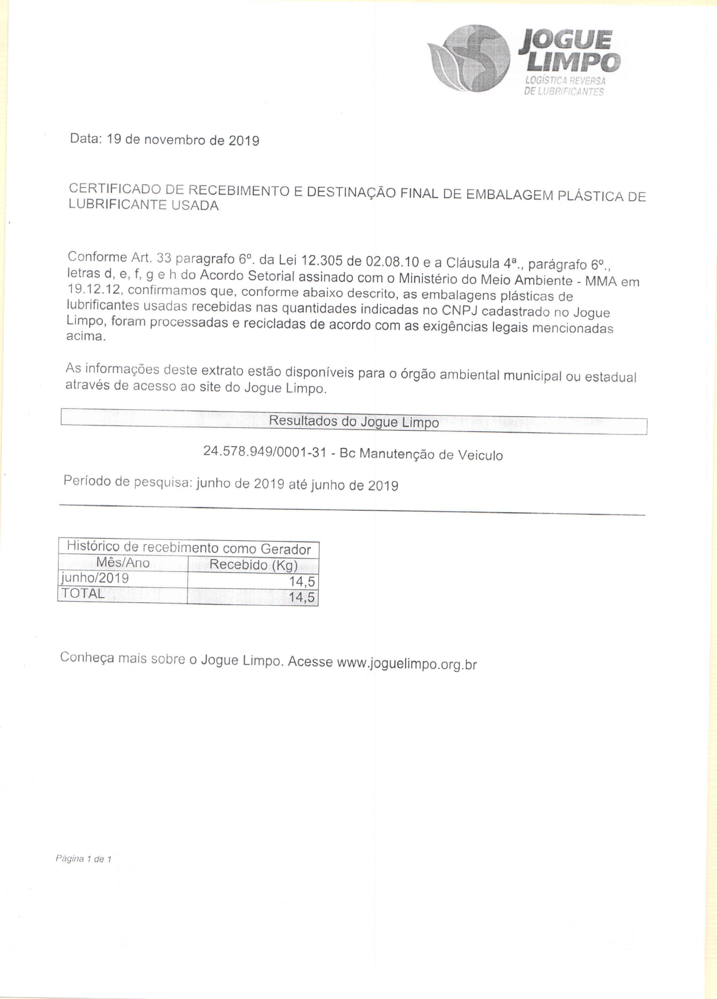 JOGUE
LIMPO
LOGÍSTICA REVERSA
DE LUBRIFICANTES
Data: 19 de novembro de 2019
CERTIFICADO DE RECEBIMENTO E DESTINAÇÃO FINAL DE EMBALAGEM PLÁSTICA DE
LUBRIFICANTE USADA
Conforme Art. 33 paragrafo 6º. da Lei 12.305 de 02.08.10 e a Cláusula 4ª., parágrafo 6º.,
letras d, e, f, g e h do Acordo Setorial assinado com o Ministério do Meio Ambiente - MMA em
19.12.12, confirmamos que, conforme abaixo descrito, as embalagens plásticas de
lubrificantes usadas recebidas nas quantidades indicadas no CNPJ cadastrado no Jogue
Limpo, foram processadas e recicladas de acordo com as exigências legais mencionadas
acima.
As informações deste extrato estão disponíveis para o órgão ambiental municipal ou estadual
através de acesso ao site do Jogue Limpo.
Resultados do Jogue Limpo
24.578.949/0001-31 - Bc Manutenção de Veiculo
Período de pesquisa: junho de 2019 até junho de 2019
Histórico de recebimento como Gerador
Mês/Ano Recebido (Kg)
junho/2019 14,5
TOTAL 14,5
Conheça mais sobre o Jogue Limpo. Acesse www.joguelimpo.org.br
Página 1 de 1